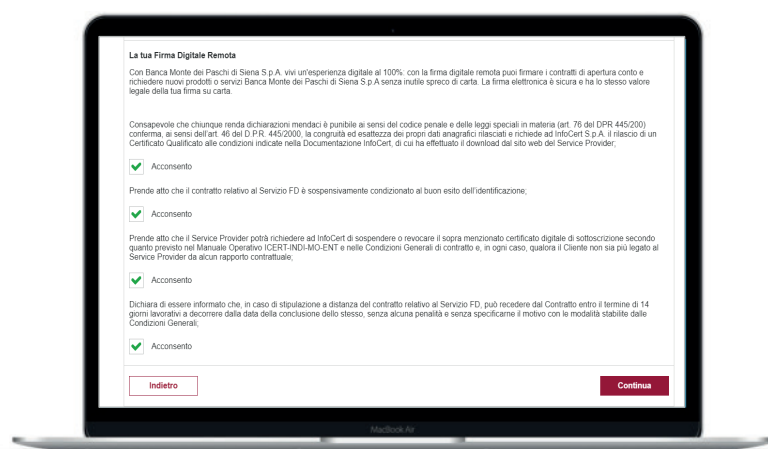 La tua Firma Digitale Remota
Con Banca Monte dei Paschi di Siena S.p.A. vivi un'esperienza digitale al 100%: con la firma digitale remota puoi firmare i contratti di apertura conto e
richiedere nuovi prodotti o servizi Banca Monte dei Paschi di Siena S.p.A senza inutile spreco di carta. La firma elettronica è sicura e ha lo stesso valore
legale della tua firma su carta.
Consapevole che chiunque renda dichiarazioni mendaci è punibile ai sensi del codice penale e delle leggi speciali in materia (art. 76 del DPR 445/200)
conferma, ai sensi dell'art. 46 del D.P.R. 445/2000, la congruità ed esattezza dei propri dati anagrafici rilasciati e richiede ad InfoCert S.p.A. il rilascio di un
Certificato Qualificato alle condizioni indicate nella Documentazione InfoCert, di cui ha effettuato il download dal sito web del Service Provider;
Acconsento
Prende atto che il contratto relativo al Servizio FD è sospensivamente condizionato al buon esito dell'identificazione;
Acconsento
Prende atto che il Service Provider potrà richiedere ad InfoCert di sospendere o revocare il sopra menzionato certificato digitale di sottoscrizione secondo
quanto previsto nel Manuale Operativo ICERT-INDI-MO-ENT e nelle Condizioni Generali di contratto e, in ogni caso, qualora il Cliente non sia più legato al
Service Provider da alcun rapporto contrattuale;
Acconsento
Dichiara di essere informato che, in caso di stipulazione a distanza del contratto relativo al Servizio FD, può recedere dal Contratto entro il termine di 14
giorni lavorativi a decorrere dalla data della conclusione dello stesso, senza alcuna penalità e senza specificarne il motivo con le modalità stabilite dalle
Condizioni Generali;
Acconsento
Indietro
Continua
MacBook Air